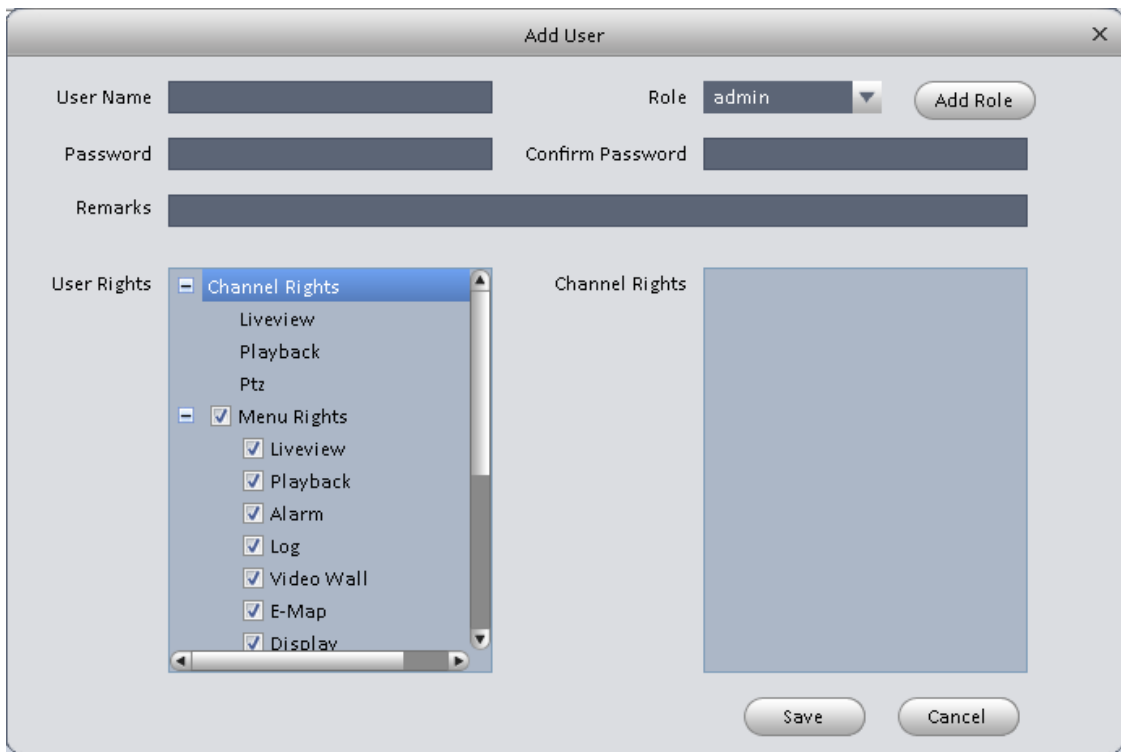 Add User
User Name
Role admin Add Role
Password
Confirm Password
Remarks
User Rights
Channel Rights
Liveview
Playback
Ptz
Menu Rights
Liveview
Playback
Alarm
Log
Video Wall
E-Map
Display
Channel Rights
Save
Cancel